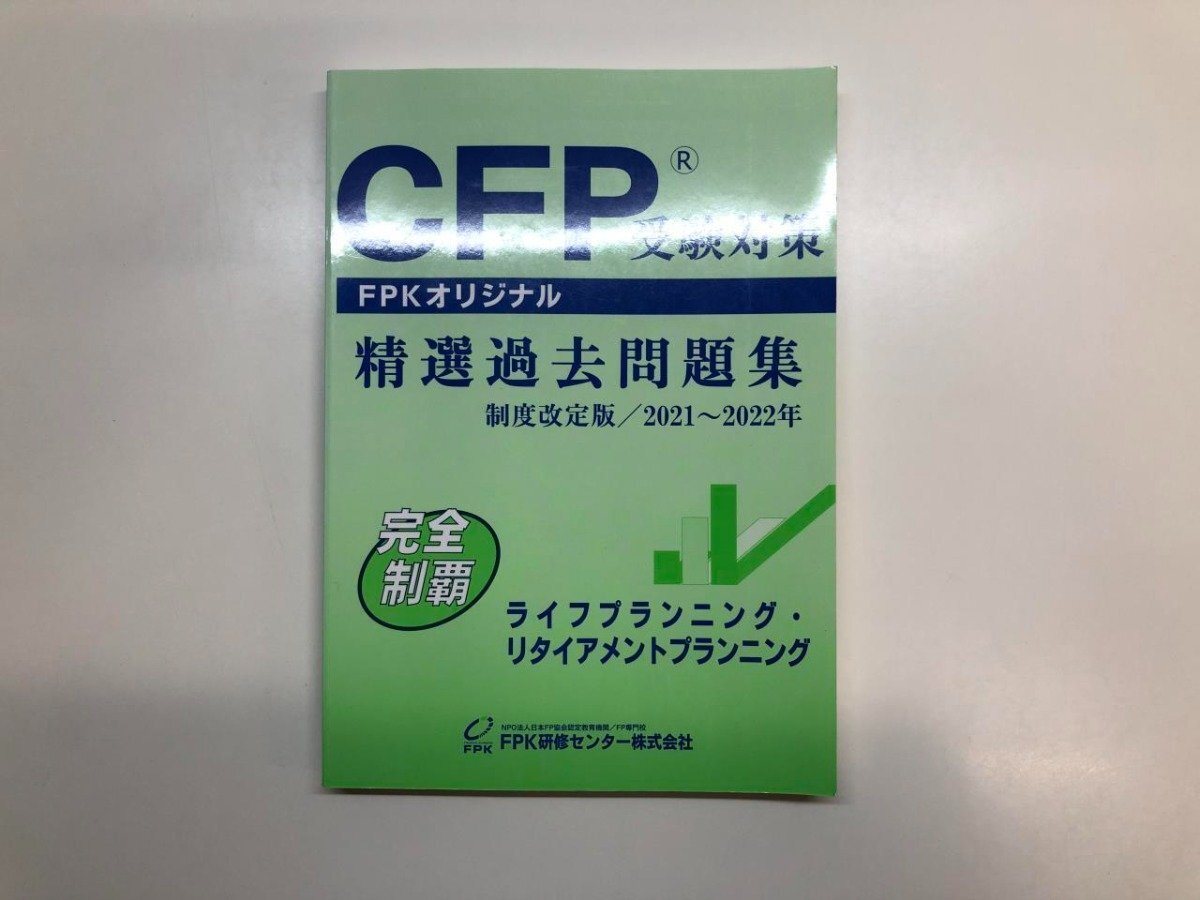 CFP®
受験対策
FPKオリジナル
精選過去問題集
制度改定版/2021~2022年
完全
制覇
ライフプランニング・
リタイアメントプランニング
NPO法人日本FP協会認定教育機関/FP専門校
FPK
FPK研修センター株式会社